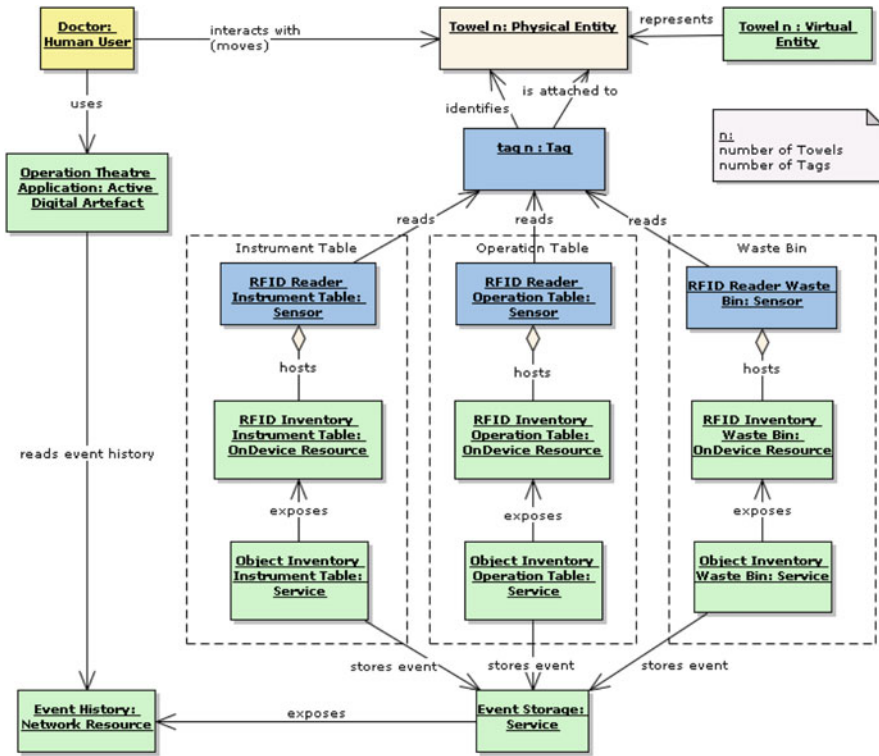 Doctor:
Human User
interacts with
(moves)
Towel n: Physical Entity
represents
Towel n : Virtual
Entity
uses
identifies
is attached to
n:
number of Towels
number of Tags
tag n : Tag
Operation Theatre
Application: Active
Digital Artefact
reads
reads
reads
Instrument Table
Operation Table
Waste Bin
RFID Reader
Instrument Table:
Sensor
RFID Reader
Operation Table:
Sensor
RFID Reader Waste
Bin: Sensor
hosts
hosts
hosts
RFID Inventory
Instrument Table:
OnDevice Resource
RFID Inventory
Operation Table:
OnDevice Resource
RFID Inventory
Waste Bin:
OnDevice Resource
reads event history
exposes
exposes
exposes
Object Inventory
Instrument Table:
Service
Object Inventory
Operation Table:
Service
Object Inventory
Waste Bin: Service
stores event
stores event
stores event
Event History:
Network Resource
exposes
Event Storage:
Service